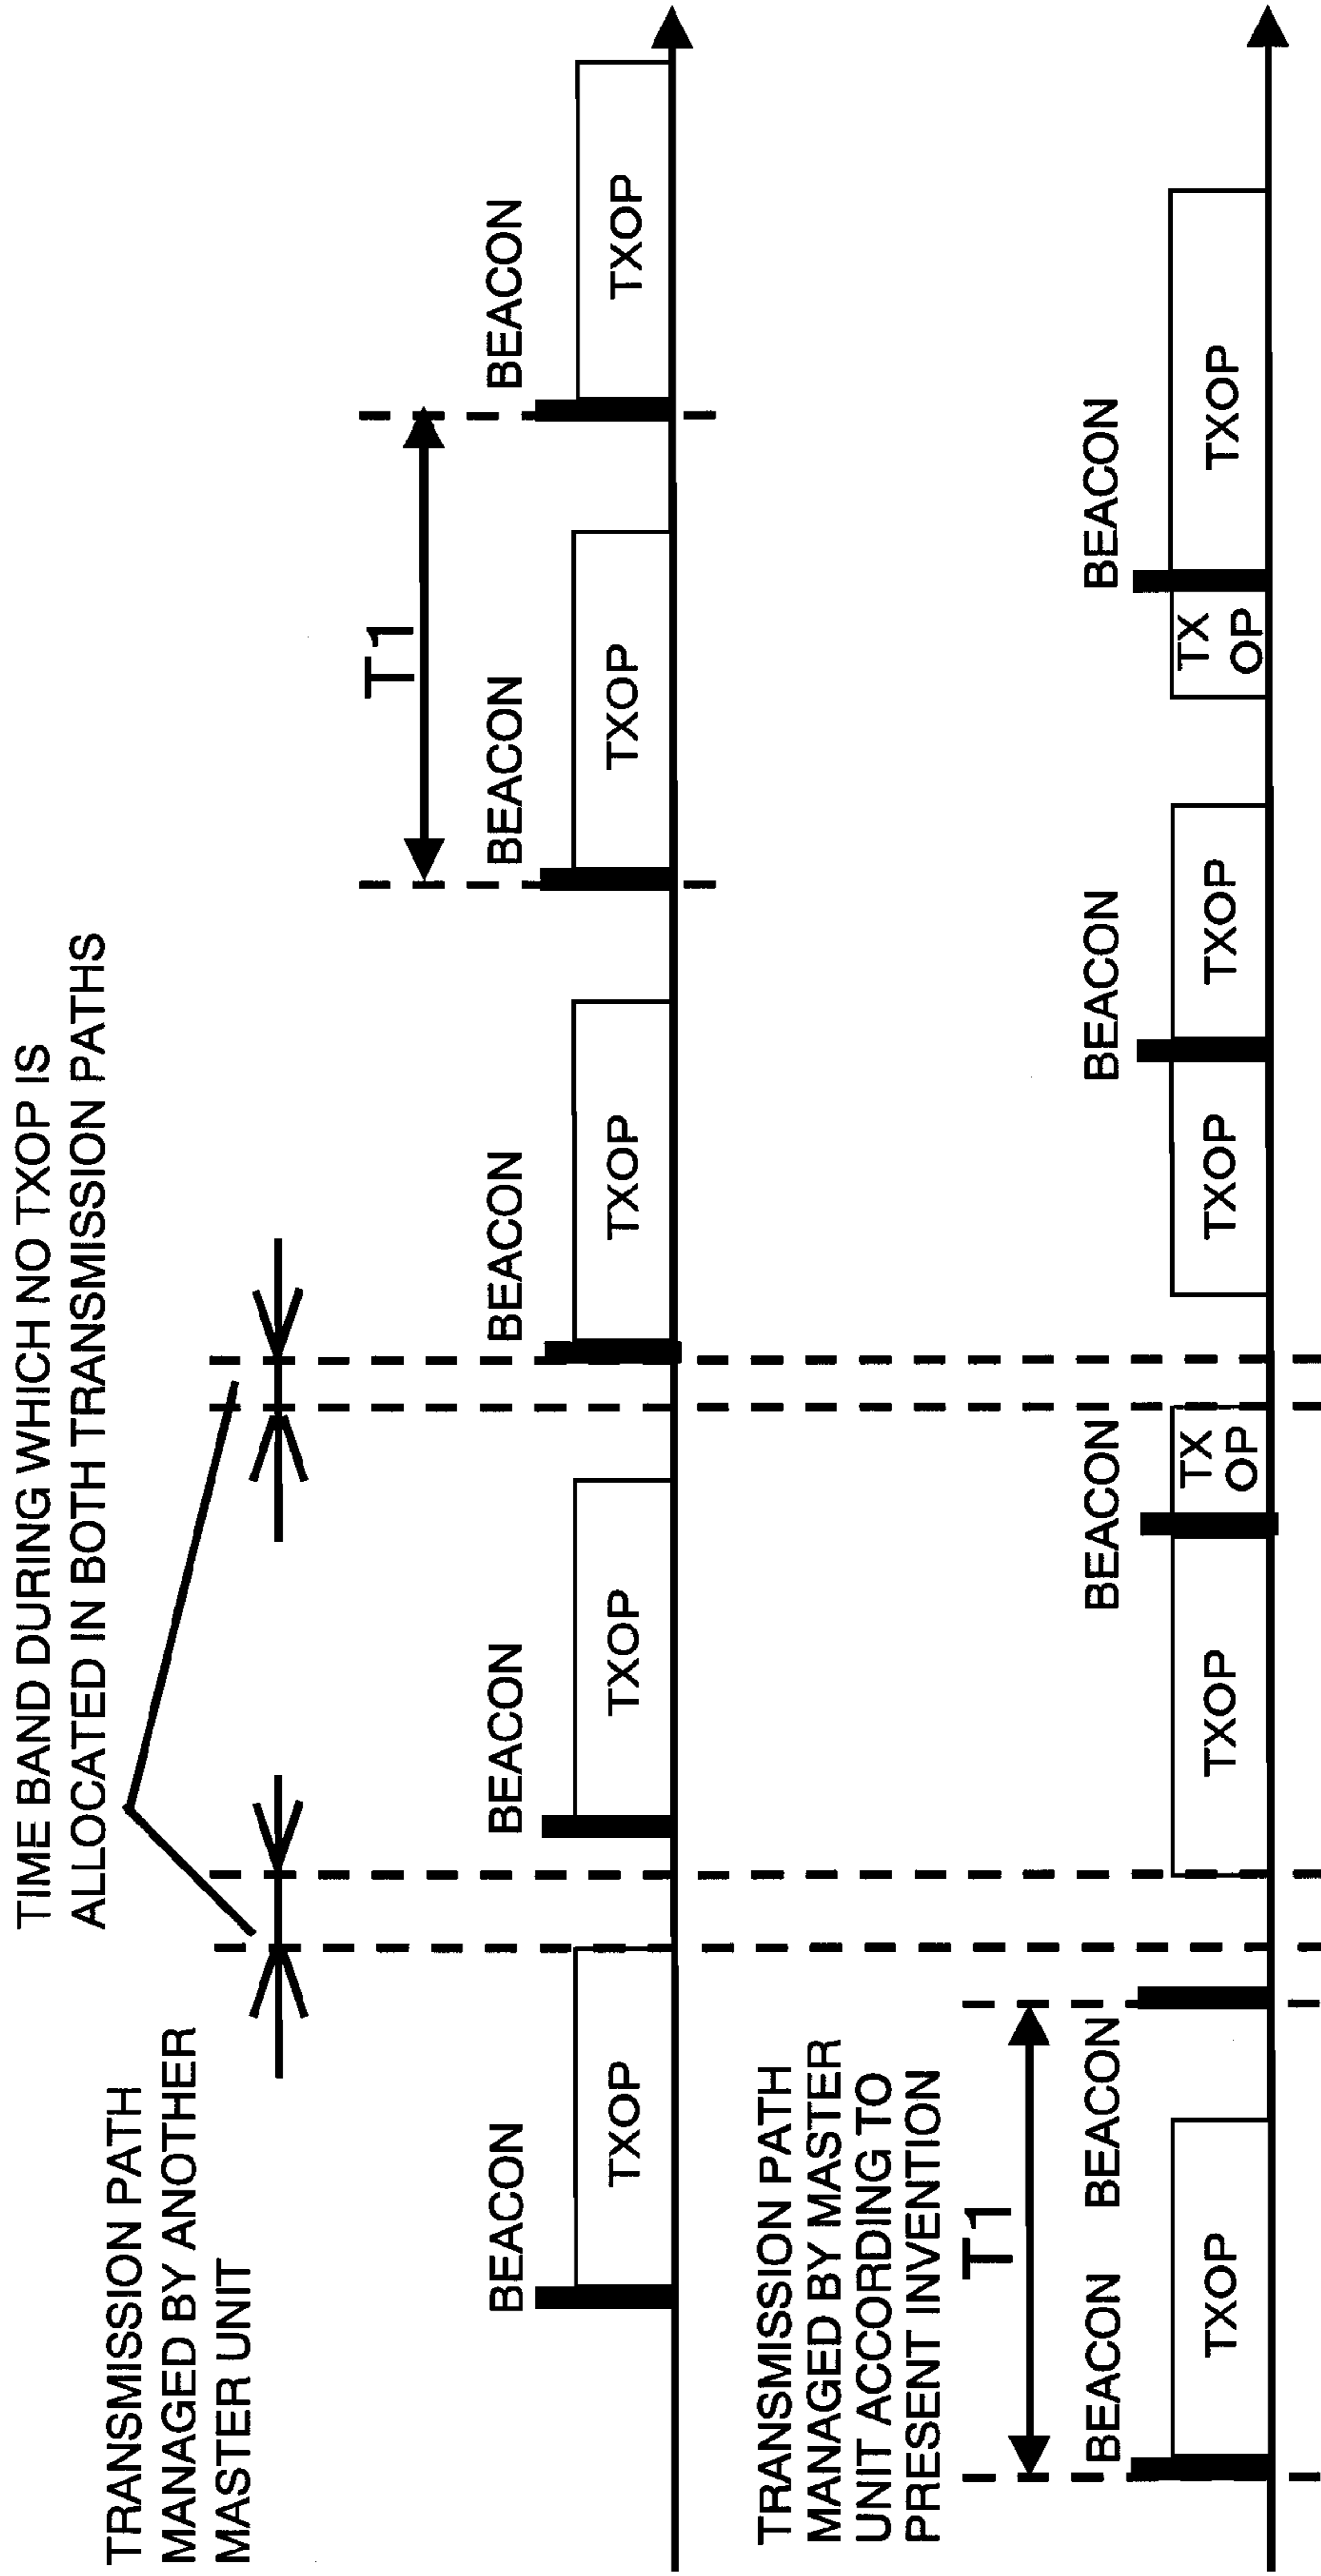 TIME BAND DURING WHICH NO TXOP IS
ALLOCATED IN BOTH TRANSMISSION PATHS
TRANSMISSION PATH
MANAGED BY ANOTHER
MASTER UNIT
T1
BEACON
BEACON
BEACON
BEACON
BEACON
TXOP
TXOP
TXOP
TXOP
TXOP
TRANSMISSION PATH
MANAGED BY MASTER
UNIT ACCORDING TO
PRESENT INVENTION
T1
BEACON
BEACON
BEACON
BEACON
BEACON
TXOP
TXOP
TX
OP
TXOP
TXOP
TX
OP
TXOP